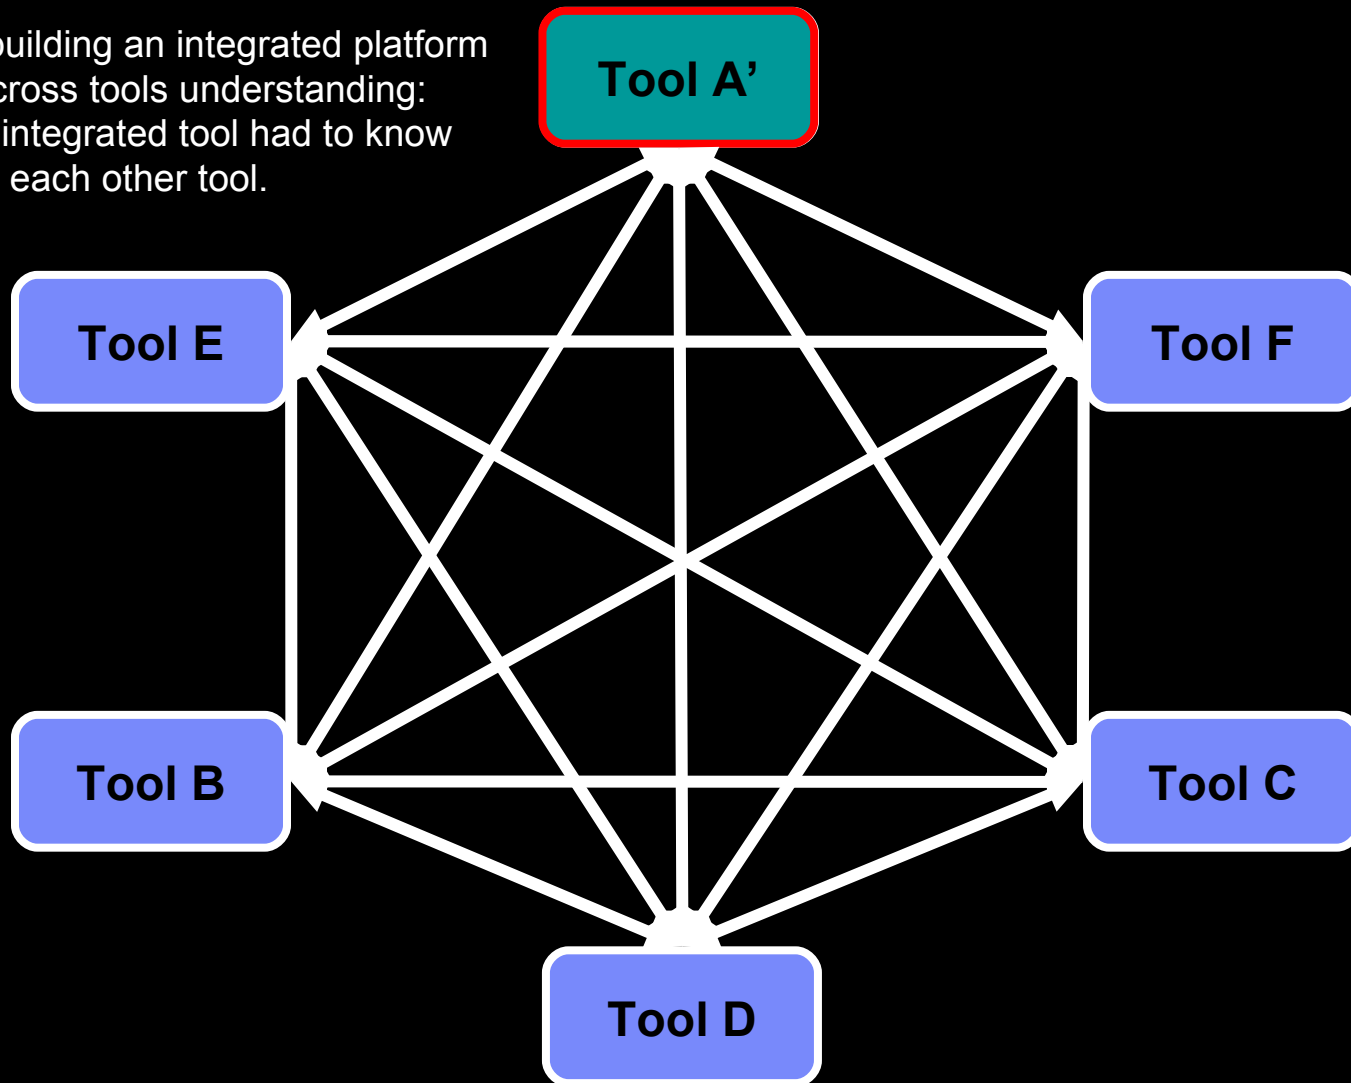 building an integrated platform
cross tools understanding:
integrated tool had to know
each other tool.
Tool A’
Tool E
Tool F
Tool B
Tool C
Tool D